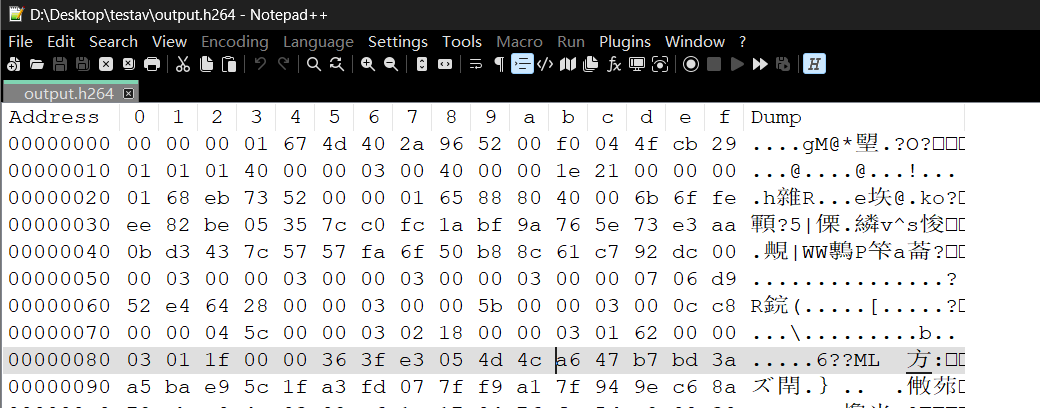 D:\Desktop\testav\output.h264 - Notepad++
File Edit Search View Encoding Language Settings Tools Macro Run Plugins Window ?
output.h264
Address 0 1 2 3 4 5 6 7 8 9 a b c d e f Dump
00000000 00 00 00 01 67 4d 40 2a 96 52 00 f0 04 4f cb 29 ....gM@*塱.?O?□□□
00000010 01 01 01 40 00 00 03 00 40 00 00 1e 21 00 00 00 ...@....@...!...
00000020 01 68 eb 73 52 00 00 01 65 88 80 40 00 6b 6f fe .h雜R...e坎@.ko?□
00000030 ee 82 be 05 35 7c c0 fc 1a bf 9a 76 5e 73 e3 aa ?5|傈.繗v^s悛□□
00000040 0b bd d3 43 7c 57 57 fa 6f 50 b8 8c 61 c7 92 dc 00 .|WW鷅P笇a?□□
00000050 00 03 00 00 03 00 00 03 00 00 03 00 00 07 06 d9 ...............?
00000060 52 e4 64 28 00 00 03 00 00 5b 00 00 03 00 0c c8 R鋎(.....[.....?□
00000070 00 00 04 5c 00 00 03 02 18 00 00 03 01 62 00 00 ...\.........b..
00000080 03 01 1f 00 00 36 3f e3 05 4d 4c a6 47 b7 bd 3a .....6??ML 方:□□
00000090 a5 ba e9 5c 1f a3 fd 07 7f f9 a1 7f 94 9e c6 8a